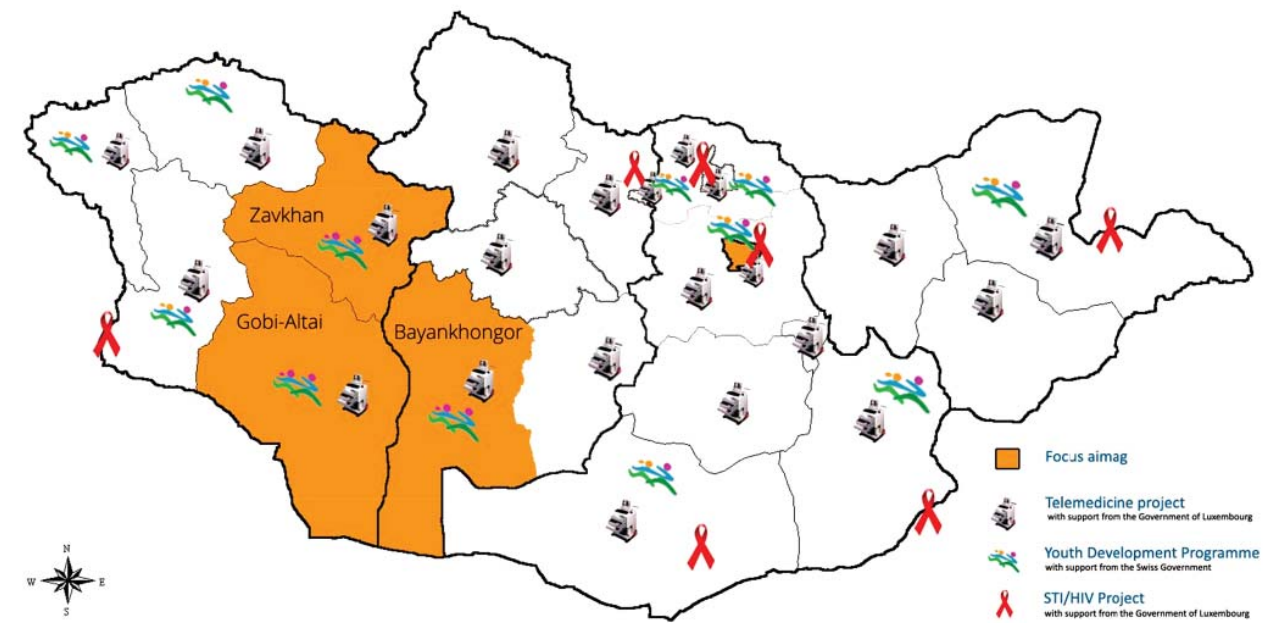 Zavkhan
Gobi-Altai
Bayankhongor
Focus aimag
Telemedicine project
with support from the Government of Luxembourg
Youth Development Programme
with support from the Swiss Government
STI/HIV Project
with support from the Government of Luxembourg
N
W E
S